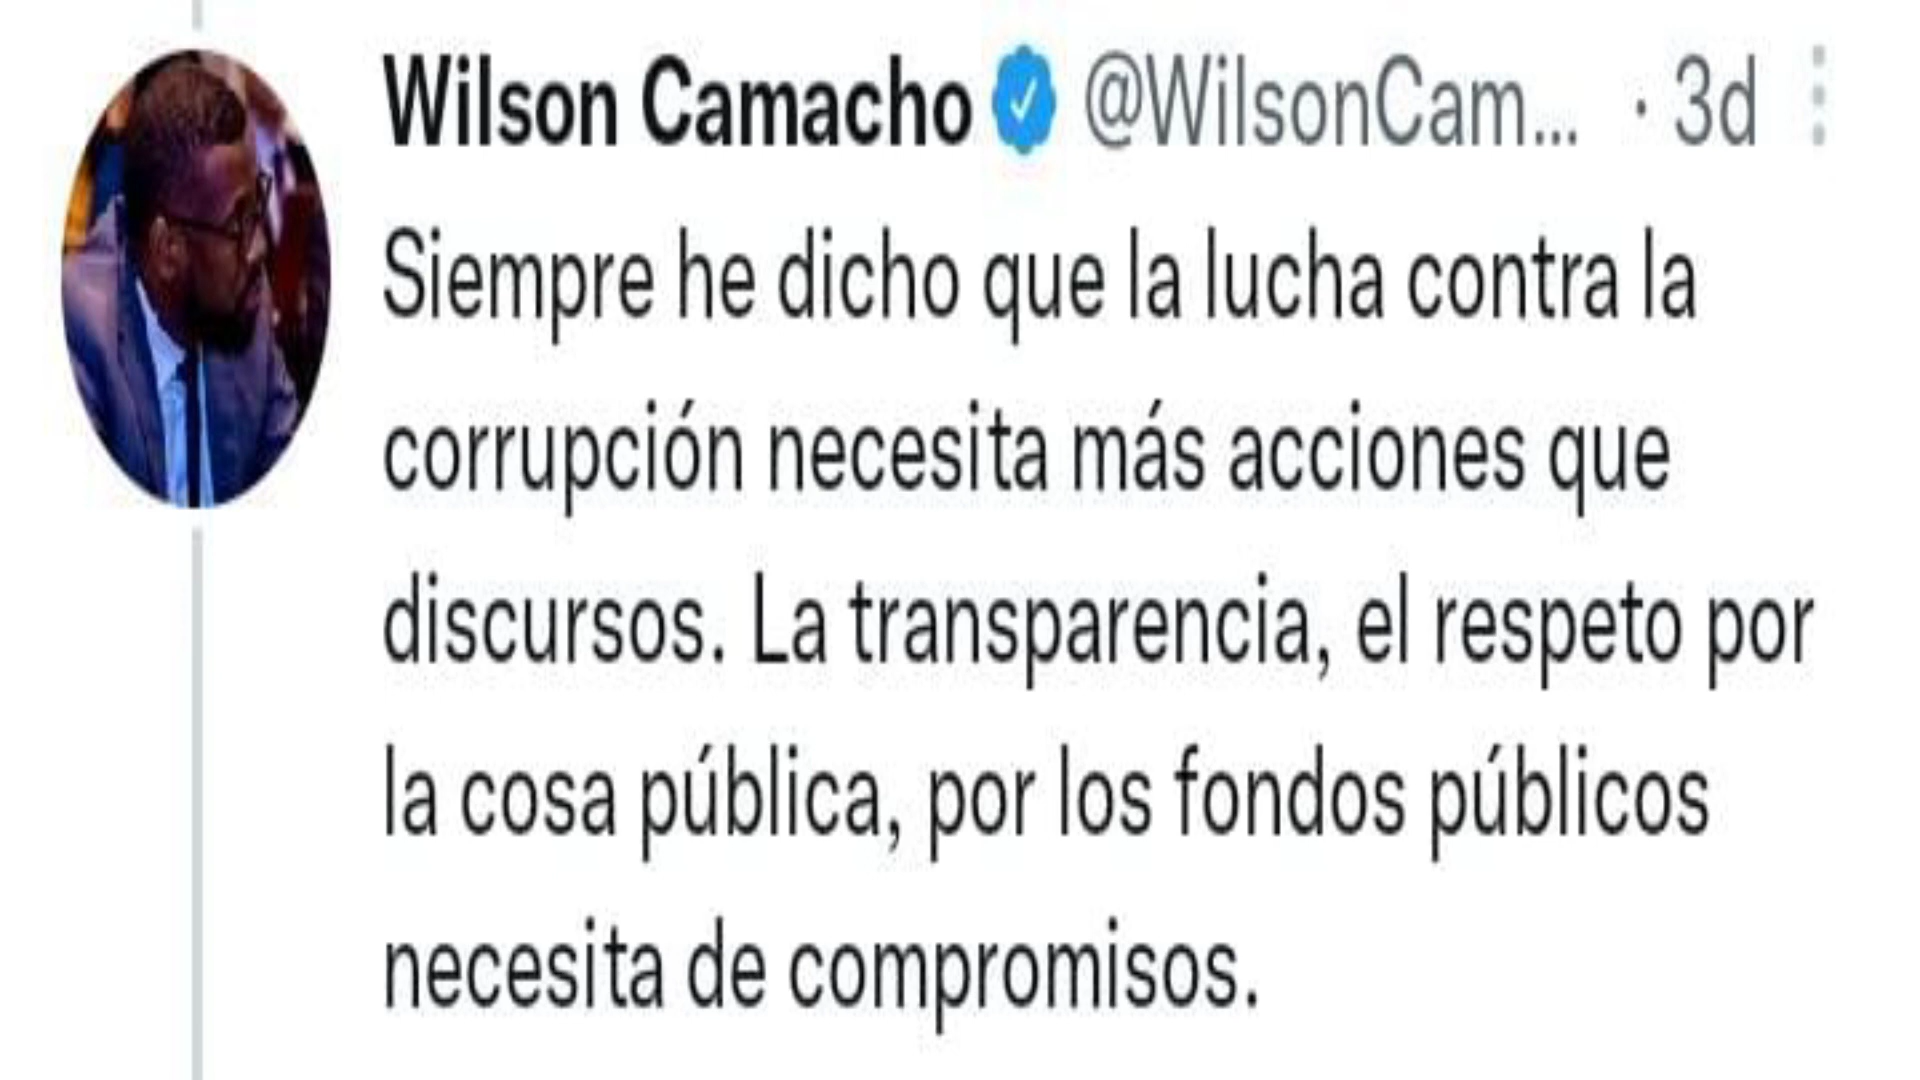 Wilson Camacho @WilsonCam... · 3d
Siempre he dicho que la lucha contra la
corrupción necesita más acciones que
discursos. La transparencia, el respeto por
la cosa pública, por los fondos públicos
necesita de compromisos.